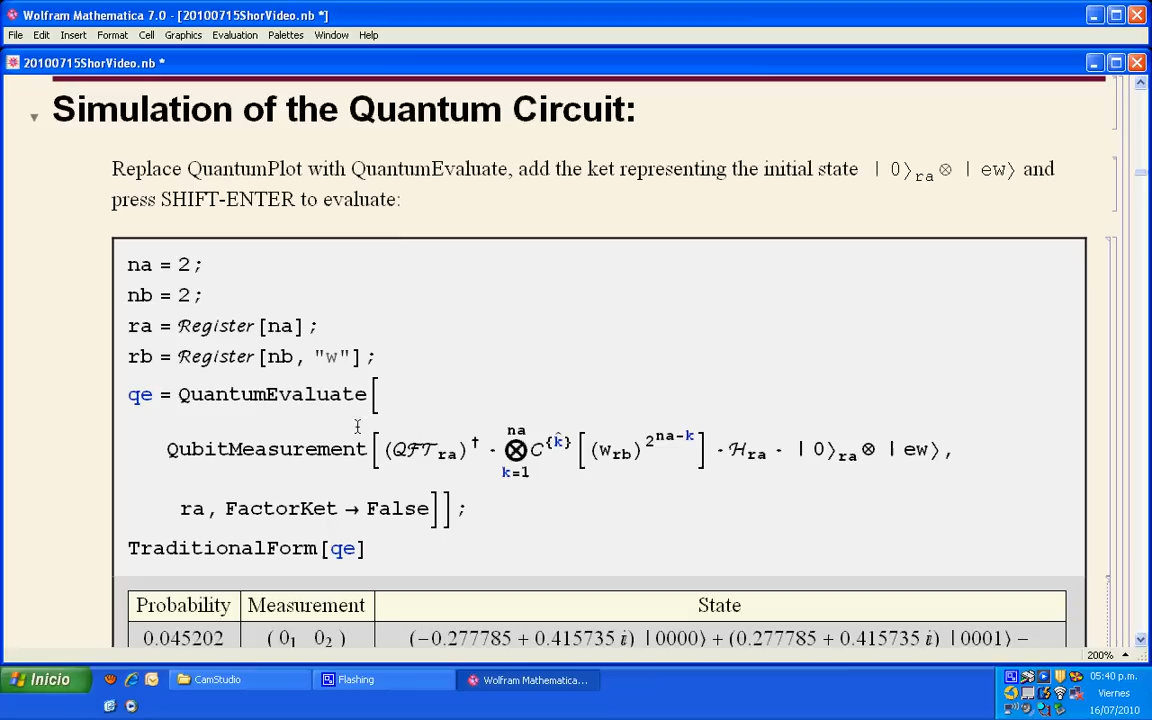 Wolfram Mathematica 7.0 - [20100715ShorVideo.nb *]
File Edit Insert Format Cell Graphics Evaluation Palettes Window Help
20100715ShorVideo.nb *
Simulation of the Quantum Circuit:
Replace QuantumPlot with QuantumEvaluate, add the ket representing the initial state | 0⟩ra ⊗ | ew⟩ and
press SHIFT-ENTER to evaluate:
na = 2;
nb = 2;
ra = ℛegister[na];
rb = ℛegister[nb, "w"];
qe = QuantumEvaluate[
QubitMeasurement[(𝒬ℱ𝒯ra)† · ⨂k=1^na C^{k̂}[(wrb)^2^na-k] · ℋra · | 0⟩ra ⊗ | ew⟩,
ra, FactorKet → False]];
TraditionalForm[qe]
Probability Measurement State
0.045202 ( 0₁ 0₂ ) (−0.277785 + 0.415735 i) |0000⟩ + (0.277785 + 0.415735 i) |0001⟩ −
200%
Inicio CamStudio Flashing Wolfram Mathematica... 05:40 p.m.
Viernes
16/07/2010